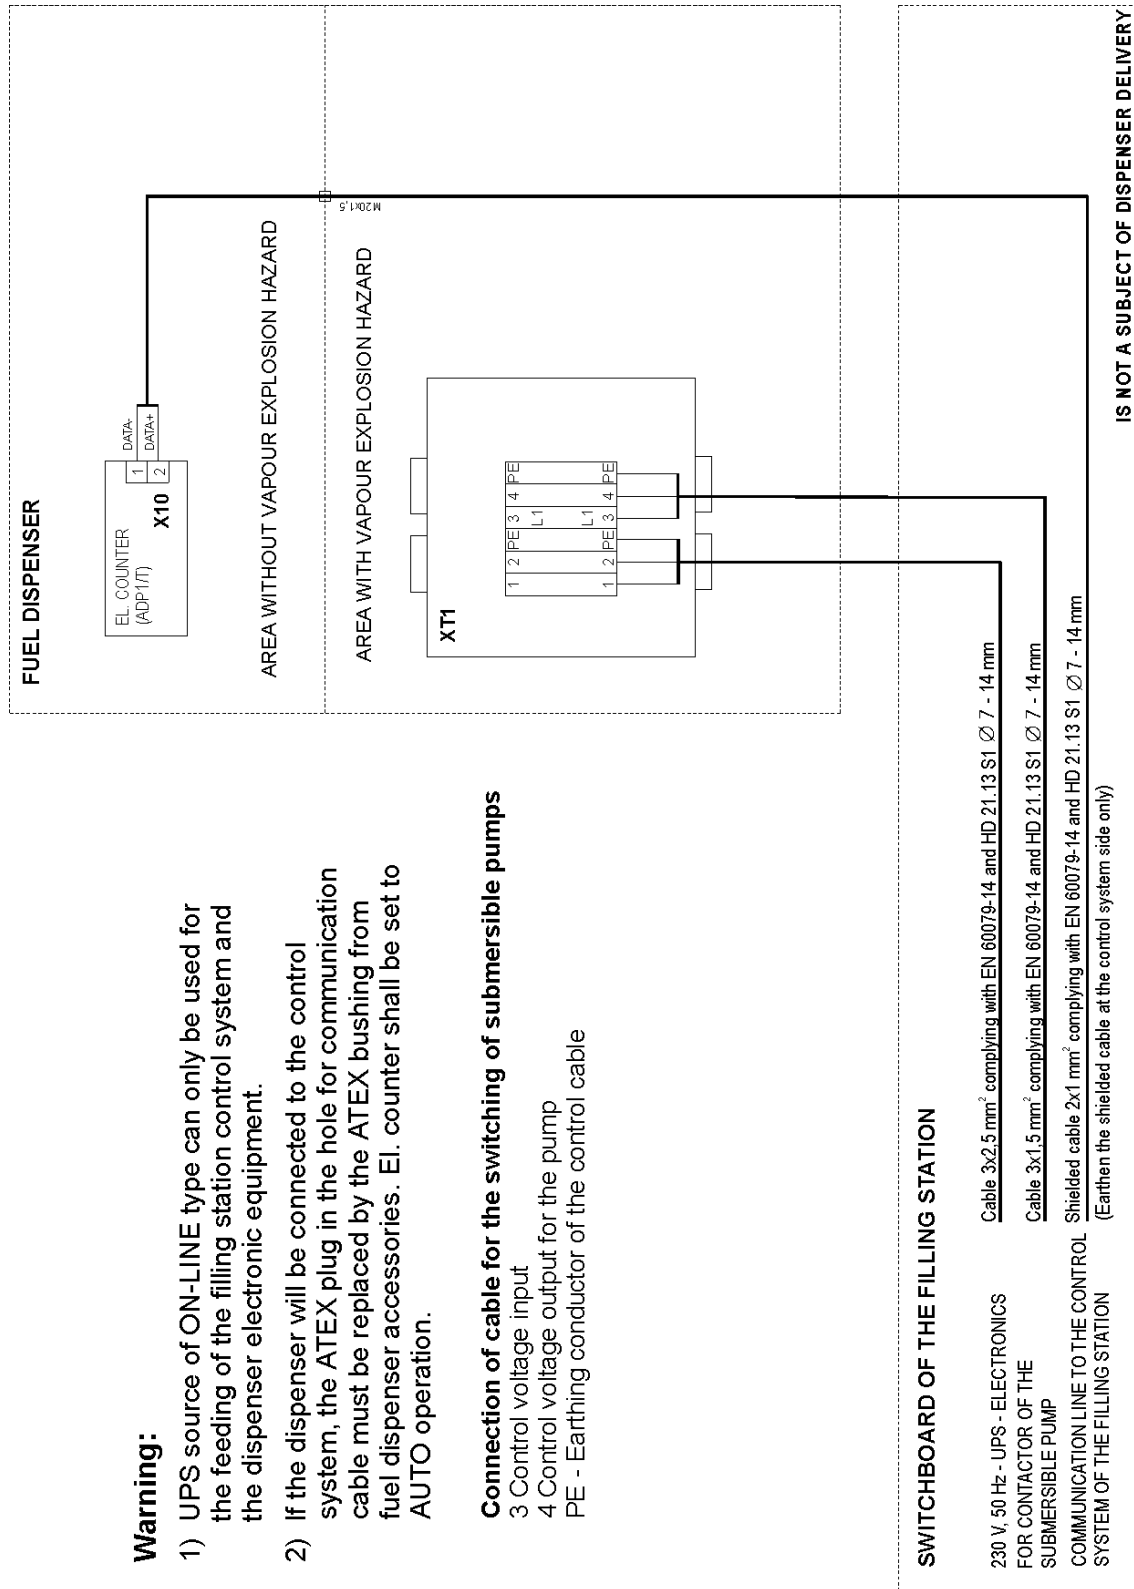 Warning:
1) UPS source of ON-LINE type can only be used for
the feeding of the filling station control system and
the dispenser electronic equipment.
2) If the dispenser will be connected to the control
system, the ATEX plug in the hole for communication
cable must be replaced by the ATEX bushing from
fuel dispenser accessories. El. counter shall be set to
AUTO operation.
Connection of cable for the switching of submersible pumps
3 Control voltage input
4 Control voltage output for the pump
PE - Earthing conductor of the control cable
FUEL DISPENSER
EL. COUNTER
(ADP1/T)
X10
1
2
DATA-
DATA+
AREA WITHOUT VAPOUR EXPLOSION HAZARD
M20x1,5
AREA WITH VAPOUR EXPLOSION HAZARD
XT1
1 2 PE 3 4 PE
L1
L1
1 2 PE 3 4 PE
SWITCHBOARD OF THE FILLING STATION
230 V, 50 Hz - UPS - ELECTRONICS
Cable 3x2,5 mm² complying with EN 60079-14 and HD 21.13 S1 ∅ 7 - 14 mm
FOR CONTACTOR OF THE
SUBMERSIBLE PUMP
Cable 3x1,5 mm² complying with EN 60079-14 and HD 21.13 S1 ∅ 7 - 14 mm
COMMUNICATION LINE TO THE CONTROL
SYSTEM OF THE FILLING STATION
Shielded cable 2x1 mm² complying with EN 60079-14 and HD 21.13 S1 ∅ 7 - 14 mm
(Earthen the shielded cable at the control system side only)
IS NOT A SUBJECT OF DISPENSER DELIVERY